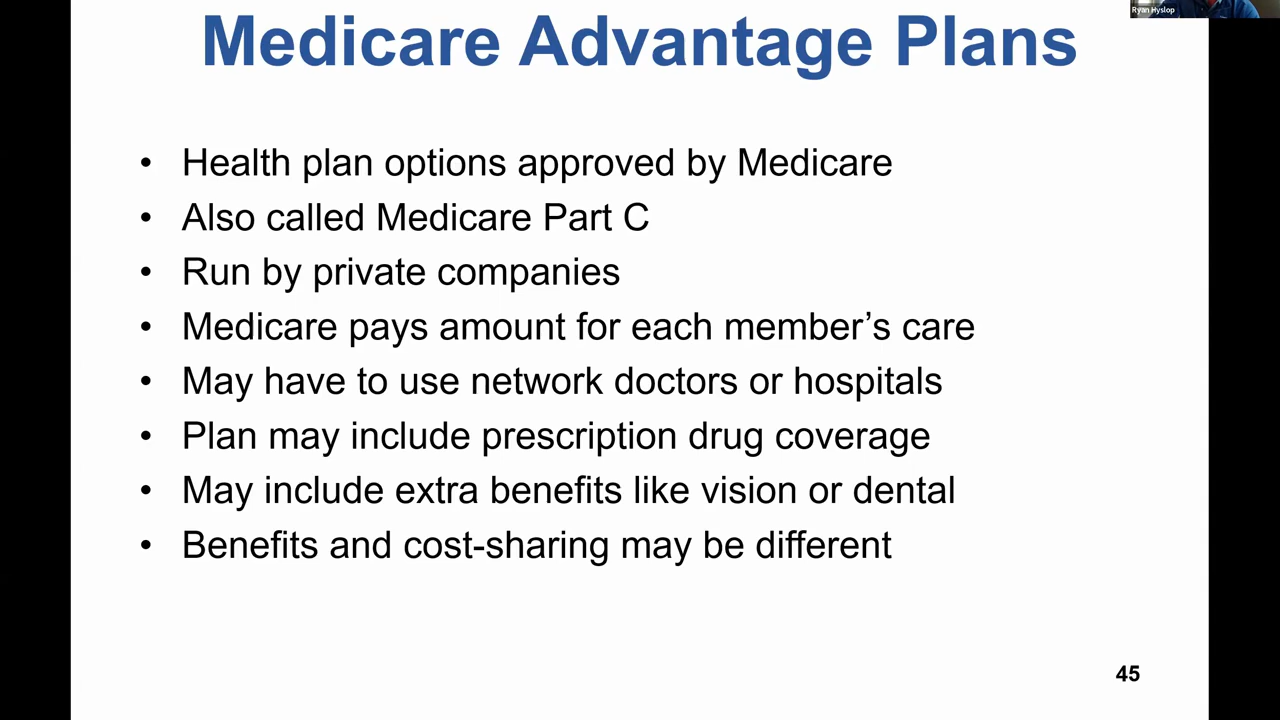 Ryan Hyslop
Medicare Advantage Plans
• Health plan options approved by Medicare
• Also called Medicare Part C
• Run by private companies
• Medicare pays amount for each member’s care
• May have to use network doctors or hospitals
• Plan may include prescription drug coverage
• May include extra benefits like vision or dental
• Benefits and cost-sharing may be different
45